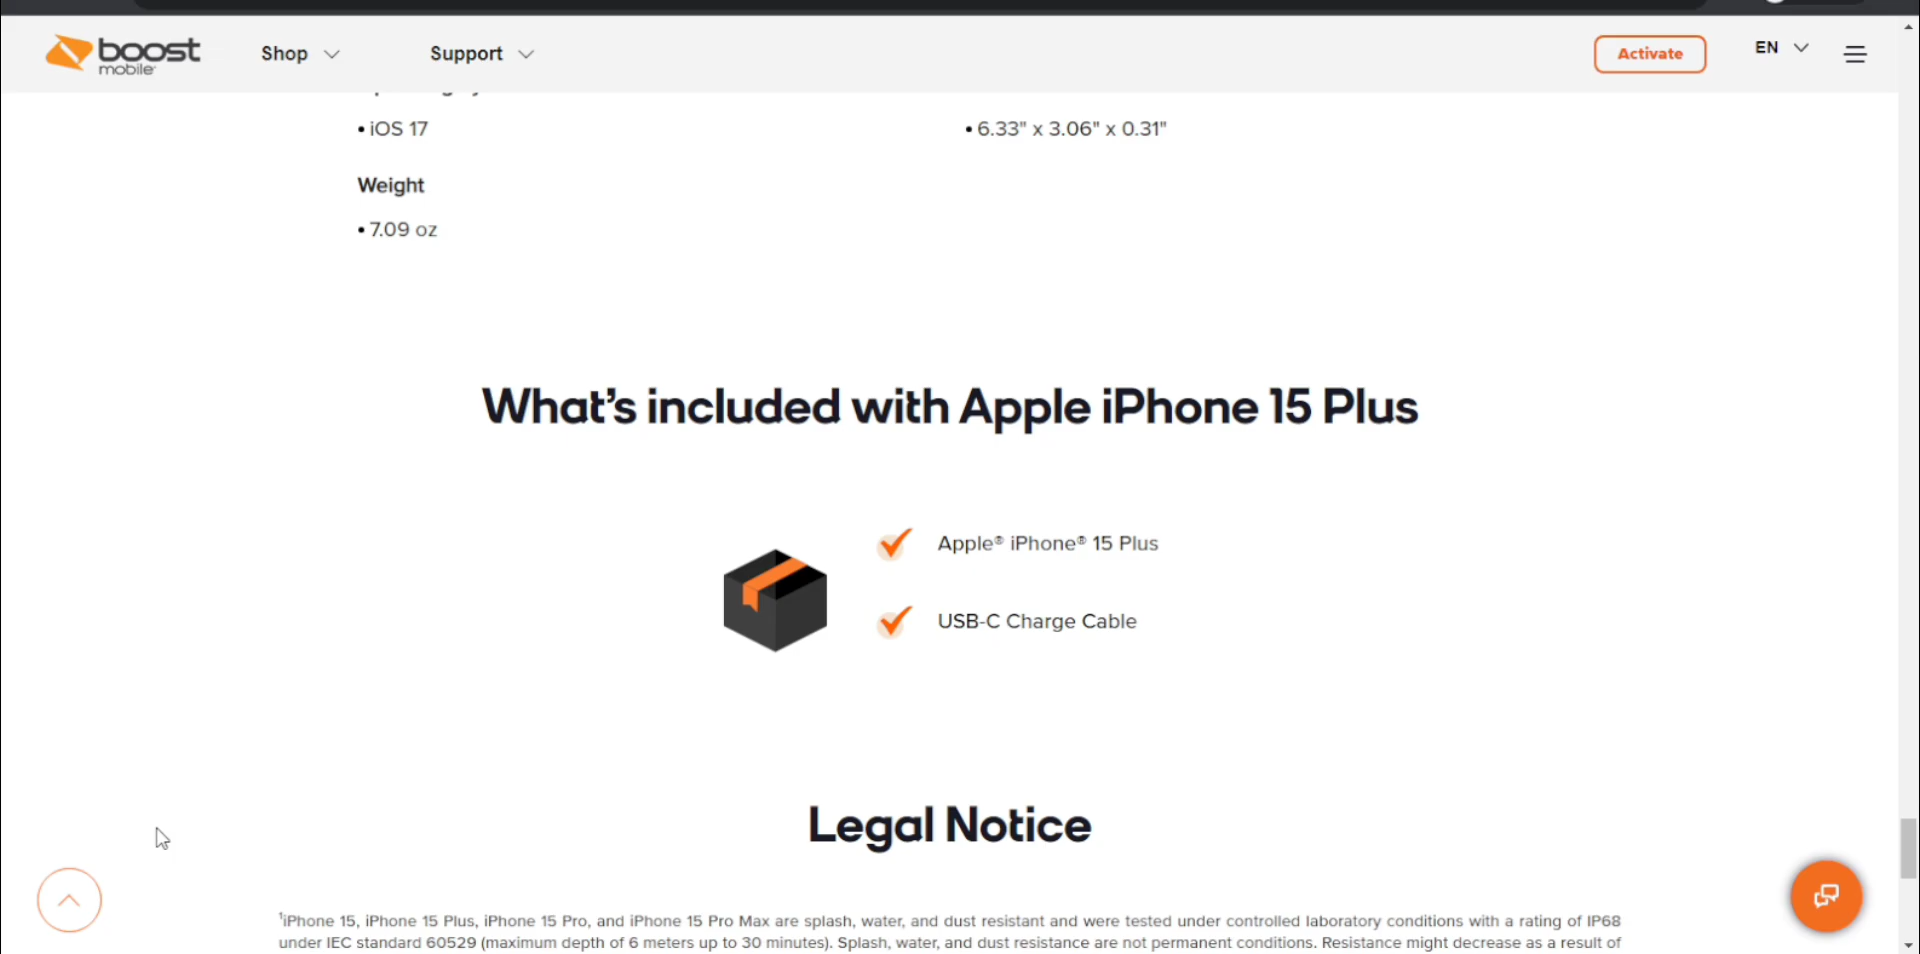 boost
mobile
Shop
Support
Activate
EN
• iOS 17
• 6.33" x 3.06" x 0.31"
Weight
• 7.09 oz
What's included with Apple iPhone 15 Plus
Apple® iPhone® 15 Plus
USB-C Charge Cable
Legal Notice
¹iPhone 15, iPhone 15 Plus, iPhone 15 Pro, and iPhone 15 Pro Max are splash, water, and dust resistant and were tested under controlled laboratory conditions with a rating of IP68
under IEC standard 60529 (maximum depth of 6 meters up to 30 minutes). Splash, water, and dust resistance are not permanent conditions. Resistance might decrease as a result of